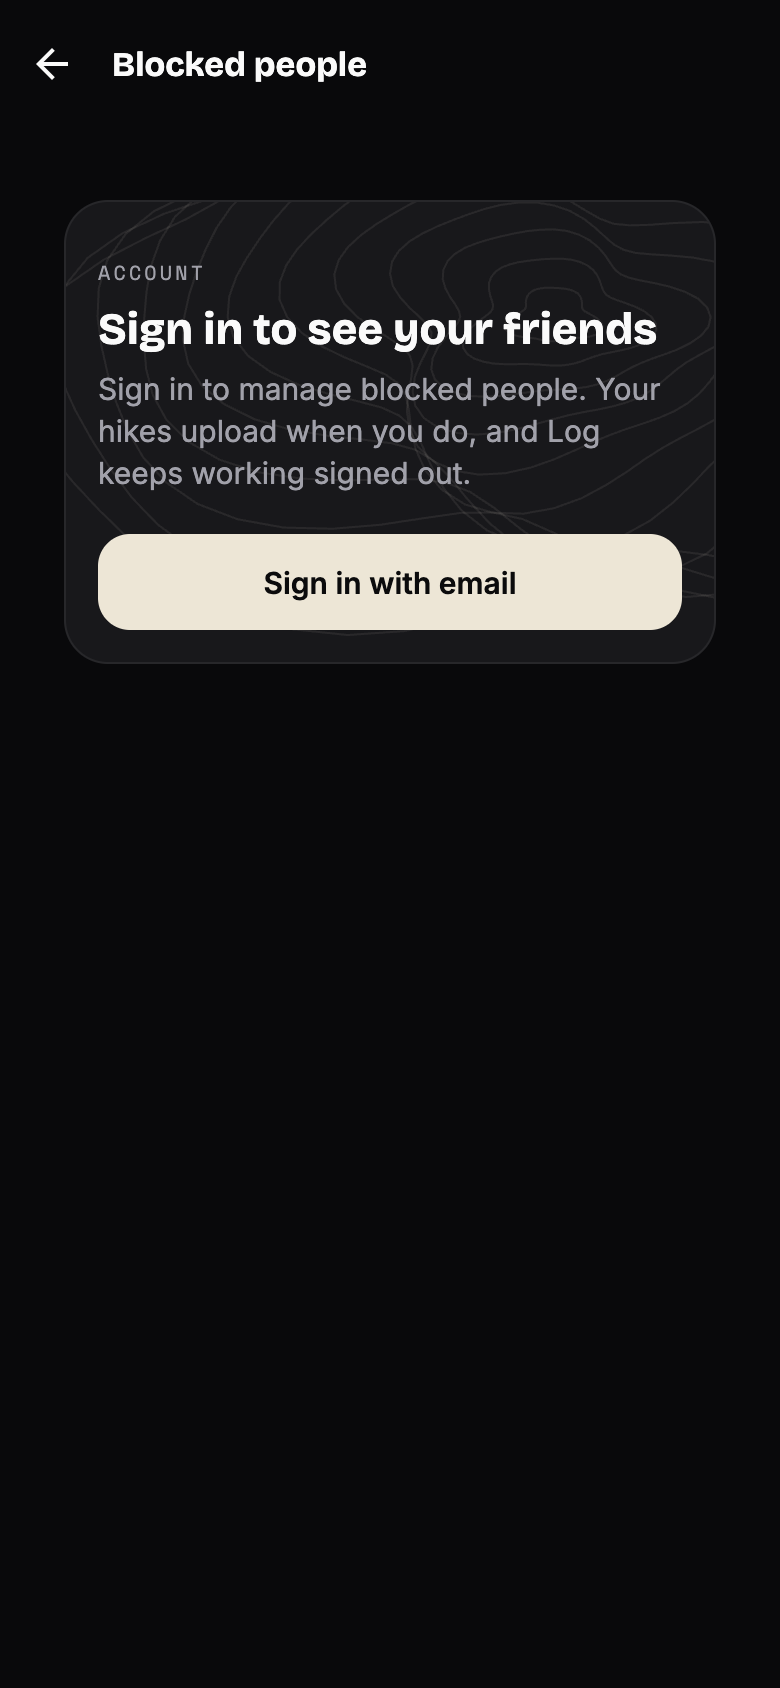 Blocked people
ACCOUNT
Sign in to see your friends
Sign in to manage blocked people. Your
hikes upload when you do, and Log
keeps working signed out.
Sign in with email